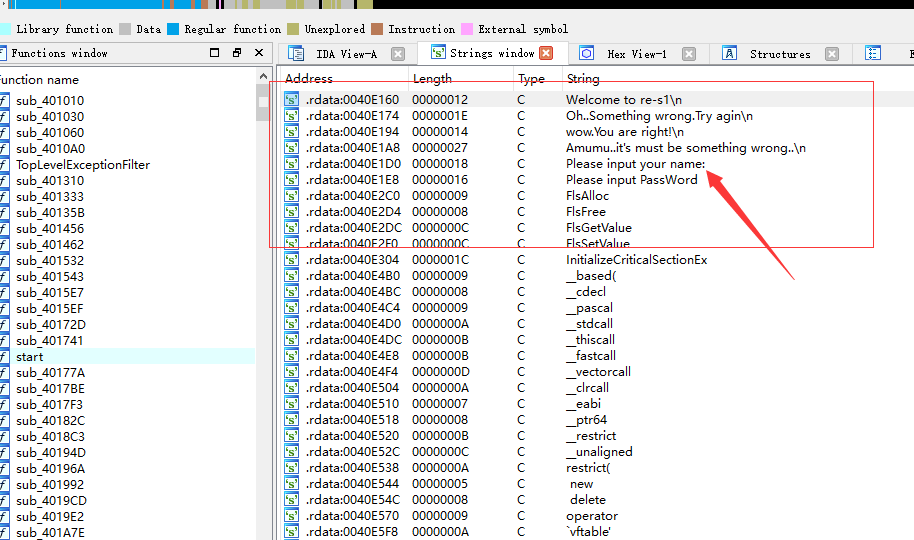 Library function Data Regular function Unexplored Instruction External symbol
Functions window IDA View-A Strings window Hex View-1 Structures
Function name Address Length Type String
sub_401010 .rdata:0040E160 00000012 C Welcome to re-s1\n
sub_401030 .rdata:0040E174 0000001E C Oh..Something wrong.Try agin\n
sub_401060 .rdata:0040E194 00000014 C wow.You are right!\n
sub_4010A0 .rdata:0040E1A8 00000027 C Amumu..it's must be something wrong..\n
TopLevelExceptionFilter .rdata:0040E1D0 00000018 C Please input your name:
sub_401310 .rdata:0040E1E8 00000016 C Please input PassWord
sub_401333 .rdata:0040E2C0 00000009 C FlsAlloc
sub_40135B .rdata:0040E2D4 00000008 C FlsFree
sub_401456 .rdata:0040E2DC 0000000C C FlsGetValue
sub_401462 .rdata:0040E2F0 0000000C C FlsSetValue
sub_401532 .rdata:0040E304 0000001C C InitializeCriticalSectionEx
sub_401543 .rdata:0040E4B0 00000009 C __based(
sub_4015E7 .rdata:0040E4BC 00000008 C __cdecl
sub_4015EF .rdata:0040E4C4 00000009 C __pascal
sub_40172D .rdata:0040E4D0 0000000A C __stdcall
sub_401741 .rdata:0040E4DC 0000000B C __thiscall
start .rdata:0040E4E8 0000000B C __fastcall
sub_40177A .rdata:0040E4F4 0000000D C __vectorcall
sub_4017BE .rdata:0040E504 0000000A C __clrcall
sub_4017F3 .rdata:0040E510 00000007 C __eabi
sub_40182C .rdata:0040E518 00000008 C __ptr64
sub_4018C3 .rdata:0040E520 0000000B C __restrict
sub_40194D .rdata:0040E52C 0000000C C __unaligned
sub_40196A .rdata:0040E538 0000000A C restrict(
sub_401992 .rdata:0040E544 00000005 C new
sub_4019CD .rdata:0040E54C 00000008 C delete
sub_4019E2 .rdata:0040E570 00000009 C operator
sub_401A7E .rdata:0040E5F8 0000000A C `vftable'